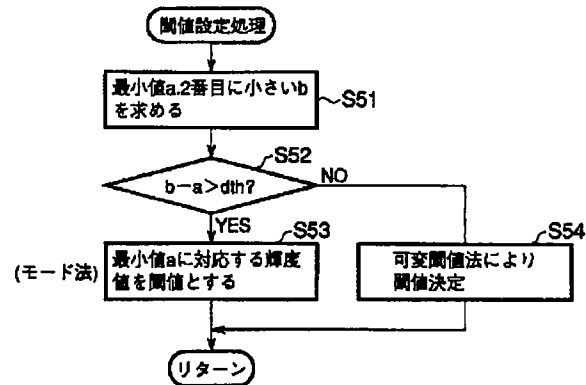 閾値設定処理
最小値a.2番目に小さいb
を求める
S51
S52
b－a＞dth?
NO
YES
S53
(モード法)
最小値aに対応する輝度
値を閾値とする
S54
可変閾値法により
閾値決定
リターン